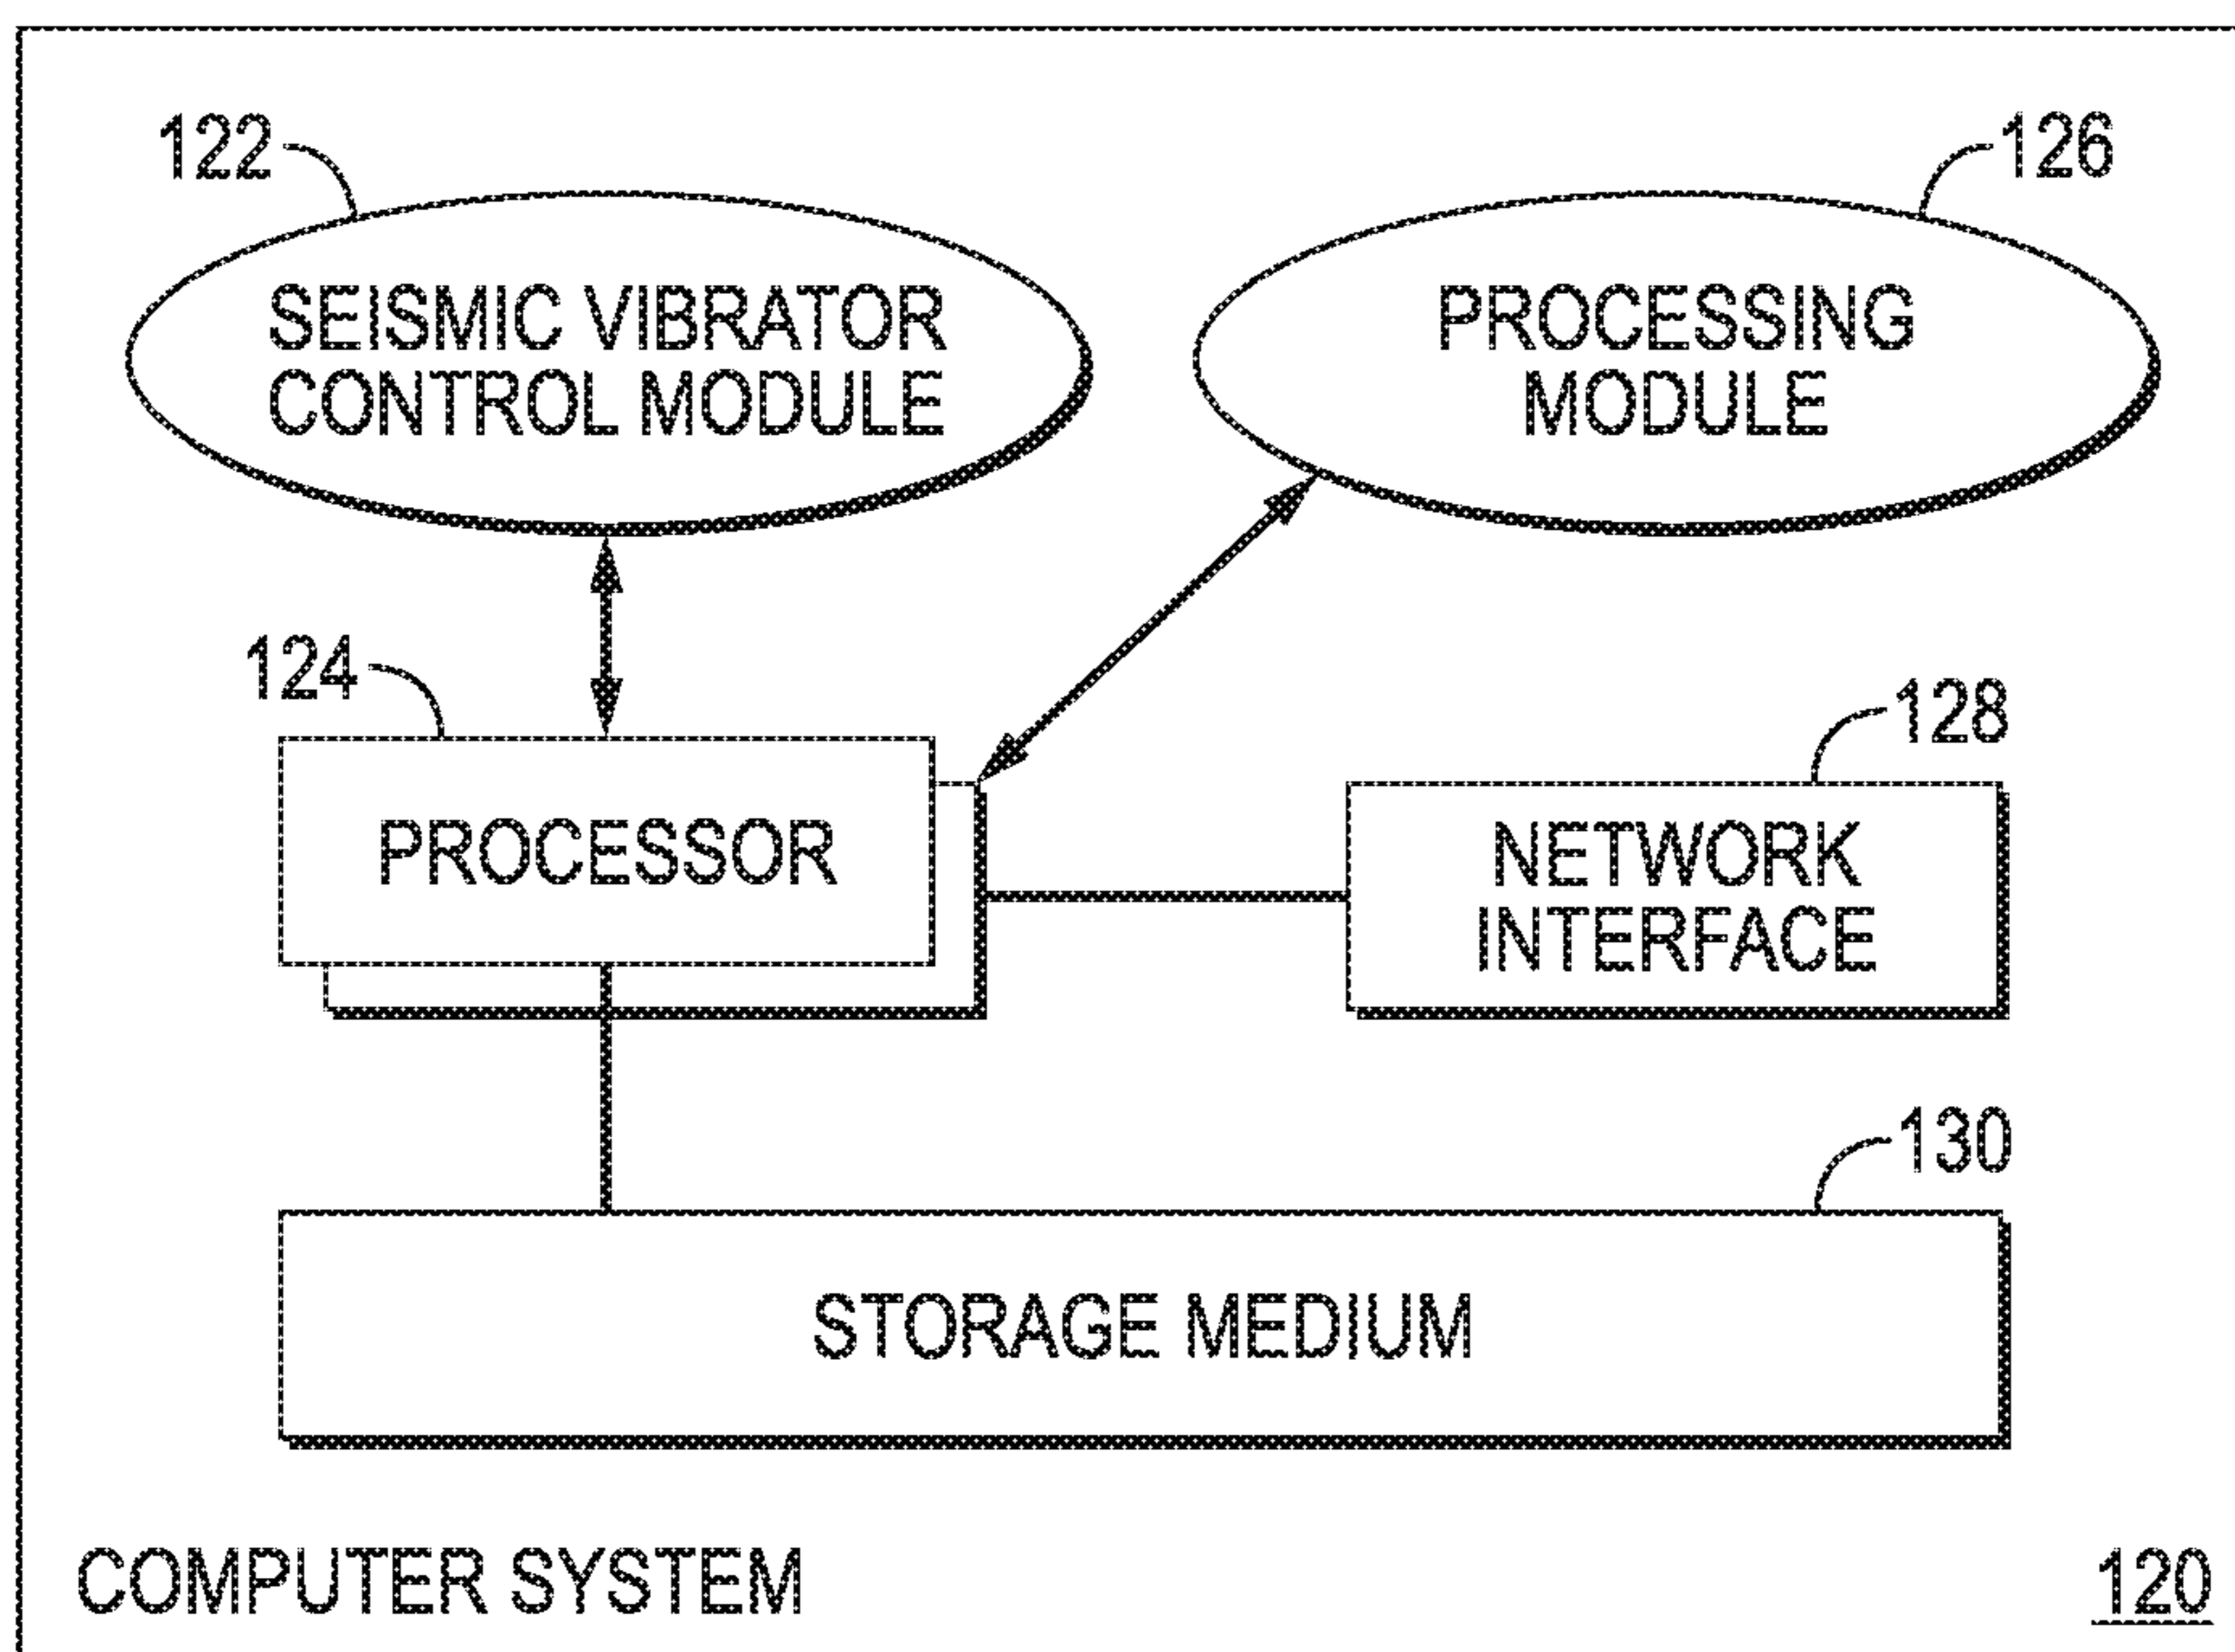 122
126
SEISMIC VIBRATOR
CONTROL MODULE
PROCESSING
MODULE
124
128
PROCESSOR
NETWORK
INTERFACE
130
STORAGE MEDIUM
COMPUTER SYSTEM
120